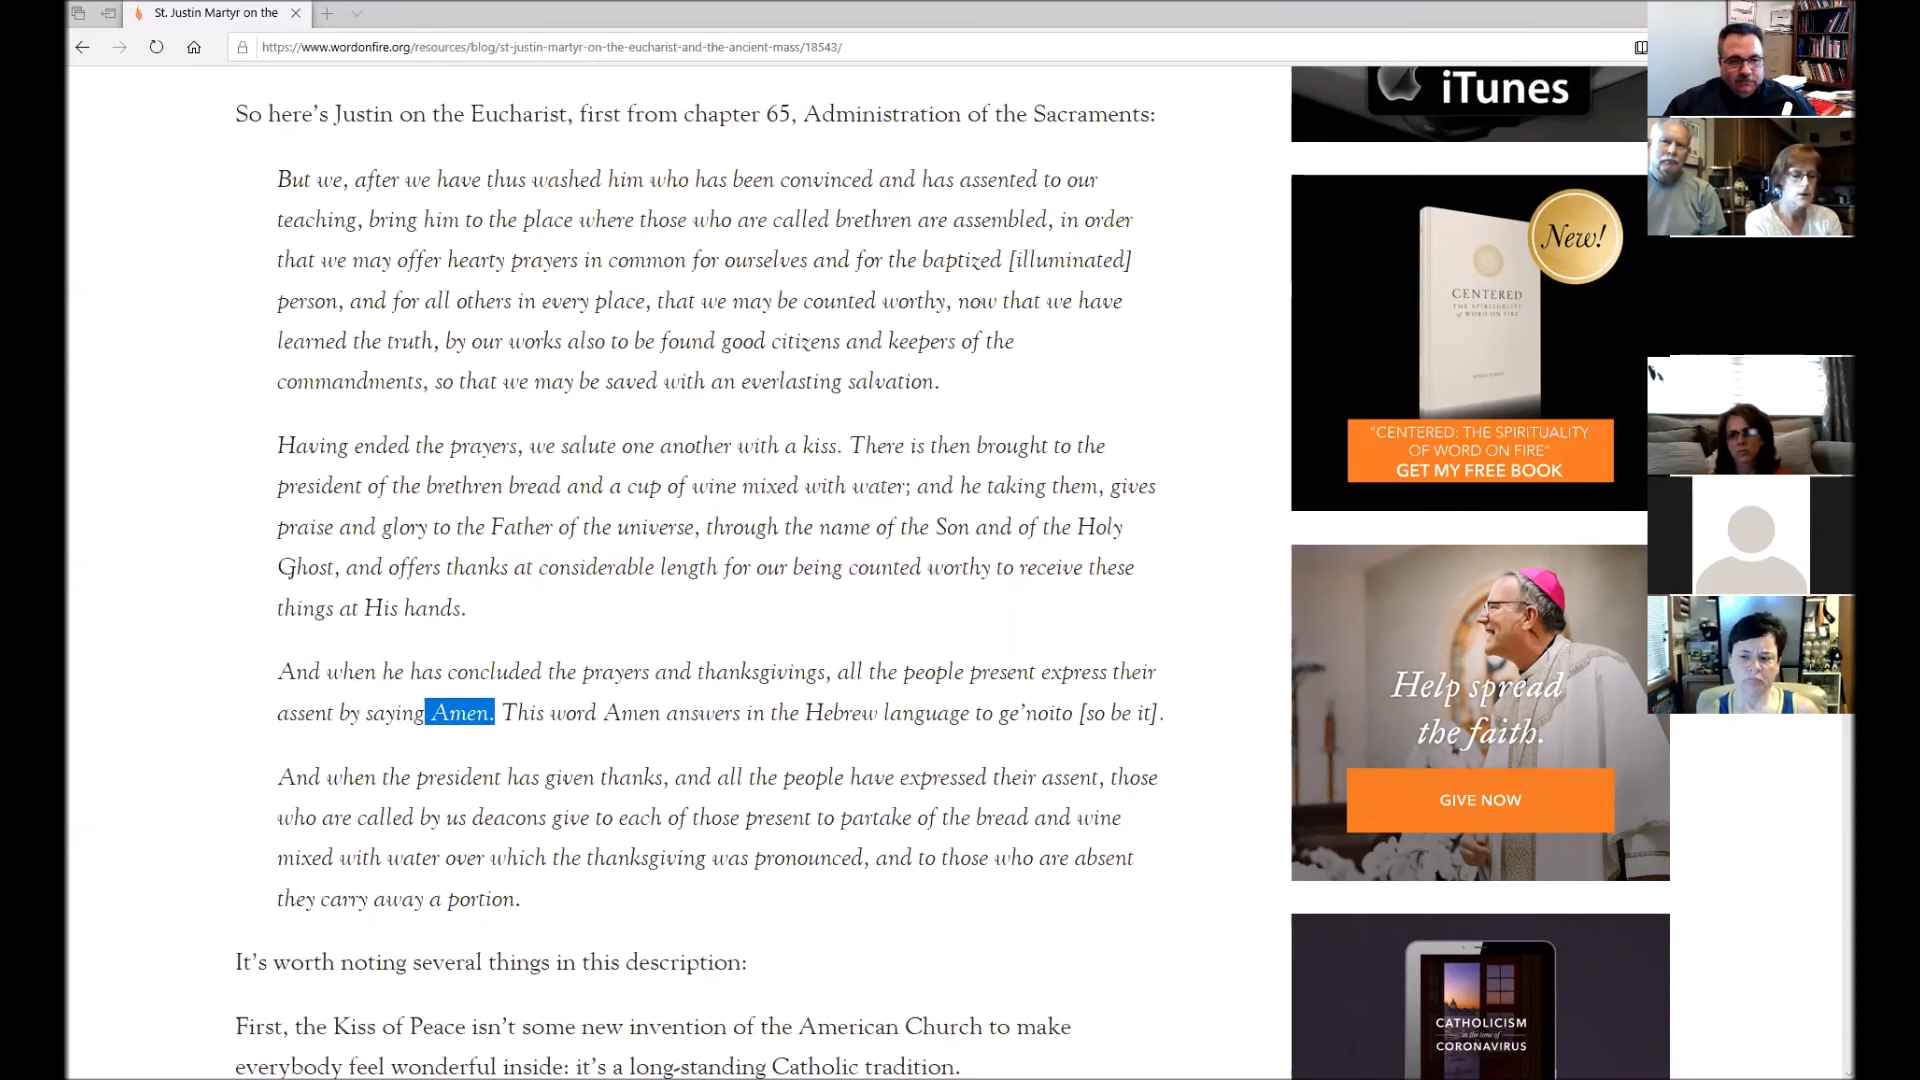 St. Justin Martyr on the
https://www.wordonfire.org/resources/blog/st-justin-martyr-on-the-eucharist-and-the-ancient-mass/18543/
So here's Justin on the Eucharist, first from chapter 65, Administration of the Sacraments:
But we, after we have thus washed him who has been convinced and has assented to our
teaching, bring him to the place where those who are called brethren are assembled, in order
that we may offer hearty prayers in common for ourselves and for the baptized [illuminated]
person, and for all others in every place, that we may be counted worthy, now that we have
learned the truth, by our works also to be found good citizens and keepers of the
commandments, so that we may be saved with an everlasting salvation.
Having ended the prayers, we salute one another with a kiss. There is then brought to the
president of the brethren bread and a cup of wine mixed with water; and he taking them, gives
praise and glory to the Father of the universe, through the name of the Son and of the Holy
Ghost, and offers thanks at considerable length for our being counted worthy to receive these
things at His hands.
And when he has concluded the prayers and thanksgivings, all the people present express their
assent by saying Amen. This word Amen answers in the Hebrew language to ge'noito [so be it].
And when the president has given thanks, and all the people have expressed their assent, those
who are called by us deacons give to each of those present to partake of the bread and wine
mixed with water over which the thanksgiving was pronounced, and to those who are absent
they carry away a portion.
It's worth noting several things in this description:
First, the Kiss of Peace isn't some new invention of the American Church to make
everybody feel wonderful inside: it's a long-standing Catholic tradition.
iTunes
New!
CENTERED
THE SPIRITUALITY
of WORD ON FIRE
"CENTERED: THE SPIRITUALITY
OF WORD ON FIRE"
GET MY FREE BOOK
Help spread
the faith.
GIVE NOW
CATHOLICISM
in the time of
CORONAVIRUS